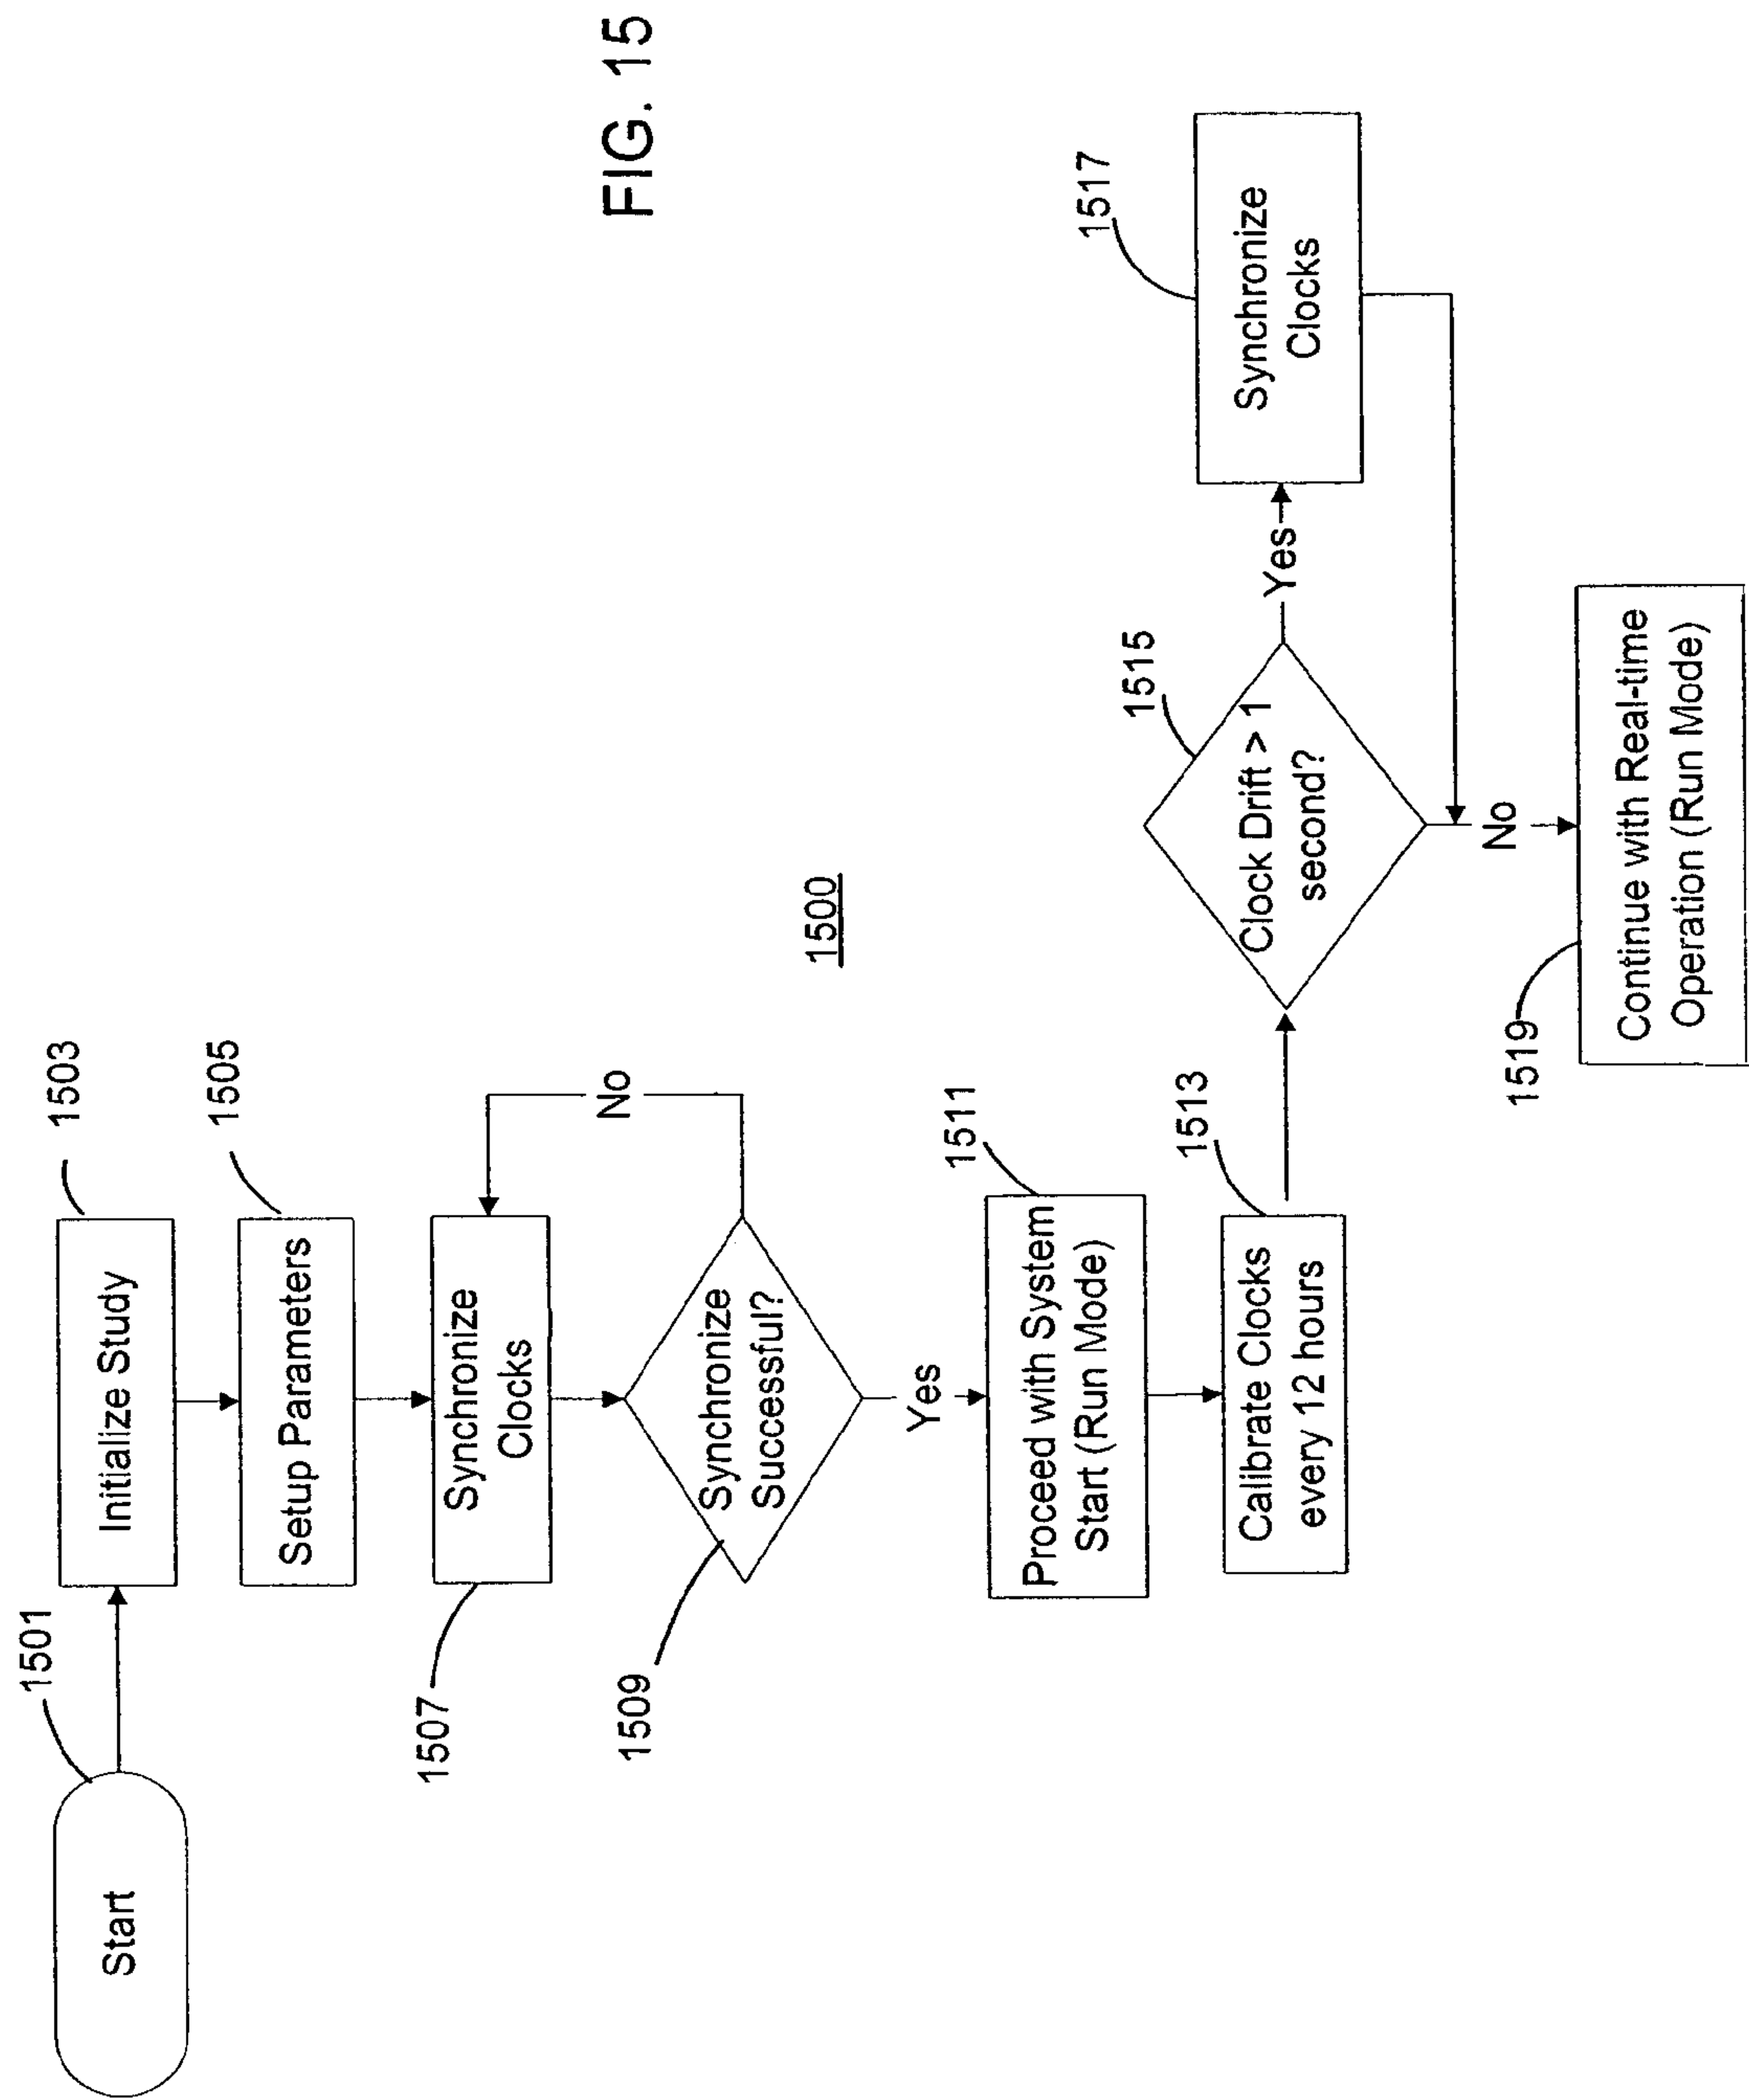 FIG. 15
1500
1501
Start
1503
Initialize Study
1505
Setup Parameters
1507
Synchronize
Clocks
No
1509
Synchronize
Successful?
Yes
1511
Proceed with System
Start (Run Mode)
1513
Calibrate Clocks
every 12 hours
1515
Clock Drift > 1
second?
Yes
1517
Synchronize
Clocks
No
1519
Continue with Real-time
Operation (Run Mode)